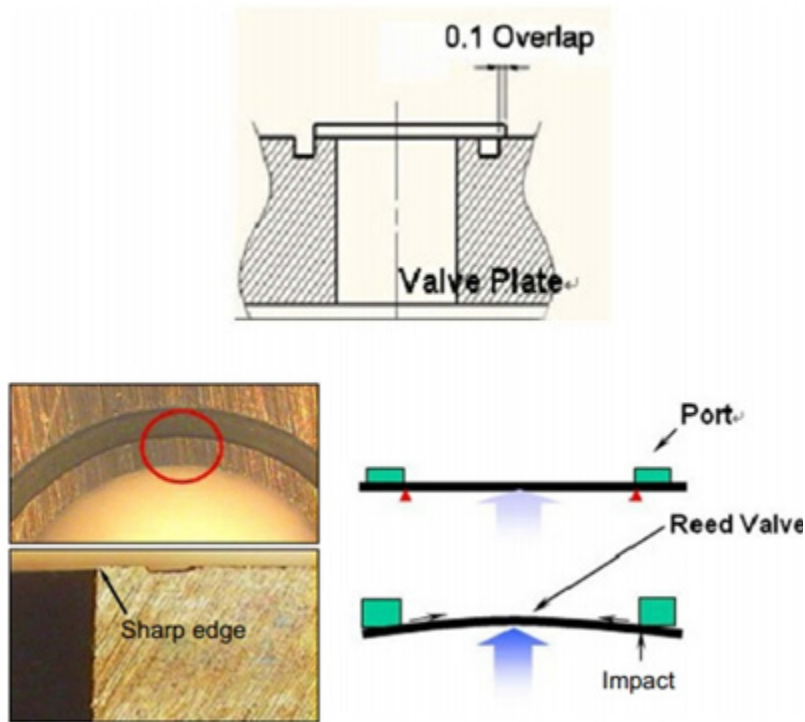 0.1 Overlap
Valve Plate↵
Port↵
Reed Valve
Sharp edge
Impact